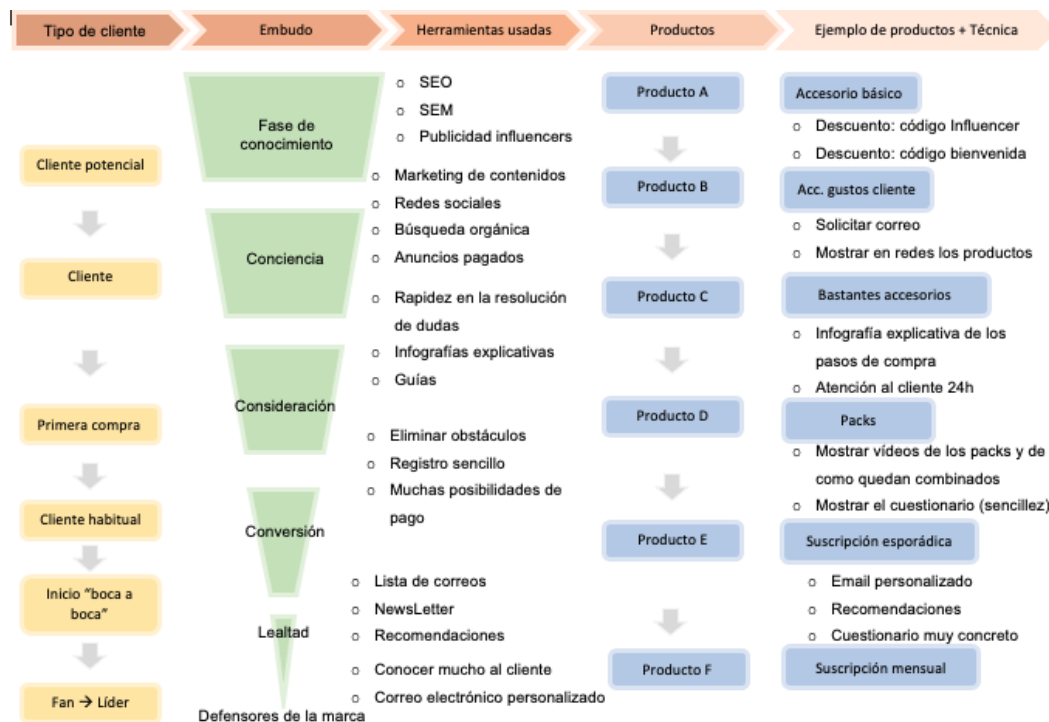 Tipo de cliente
Embudo
Herramientas usadas
Productos
Ejemplo de productos + Técnica
Cliente potencial
Cliente
Primera compra
Cliente habitual
Inicio “boca a
boca”
Fan → Líder
Fase de
conocimiento
Conciencia
Consideración
Conversión
Lealtad
Defensores de la marca
o SEO
o SEM
o Publicidad influencers
o Marketing de contenidos
o Redes sociales
o Búsqueda orgánica
o Anuncios pagados
o Rapidez en la resolución
de dudas
o Infografías explicativas
o Guías
o Eliminar obstáculos
o Registro sencillo
o Muchas posibilidades de
pago
o Lista de correos
o NewsLetter
o Recomendaciones
o Conocer mucho al cliente
o Correo electrónico personalizado
Producto A
Producto B
Producto C
Producto D
Producto E
Producto F
Accesorio básico
o Descuento: código Influencer
o Descuento: código bienvenida
Acc. gustos cliente
o Solicitar correo
o Mostrar en redes los productos
Bastantes accesorios
o Infografía explicativa de los
pasos de compra
o Atención al cliente 24h
Packs
o Mostrar vídeos de los packs y de
como quedan combinados
o Mostrar el cuestionario (sencillez)
Suscripción esporádica
o Email personalizado
o Recomendaciones
o Cuestionario muy concreto
Suscripción mensual